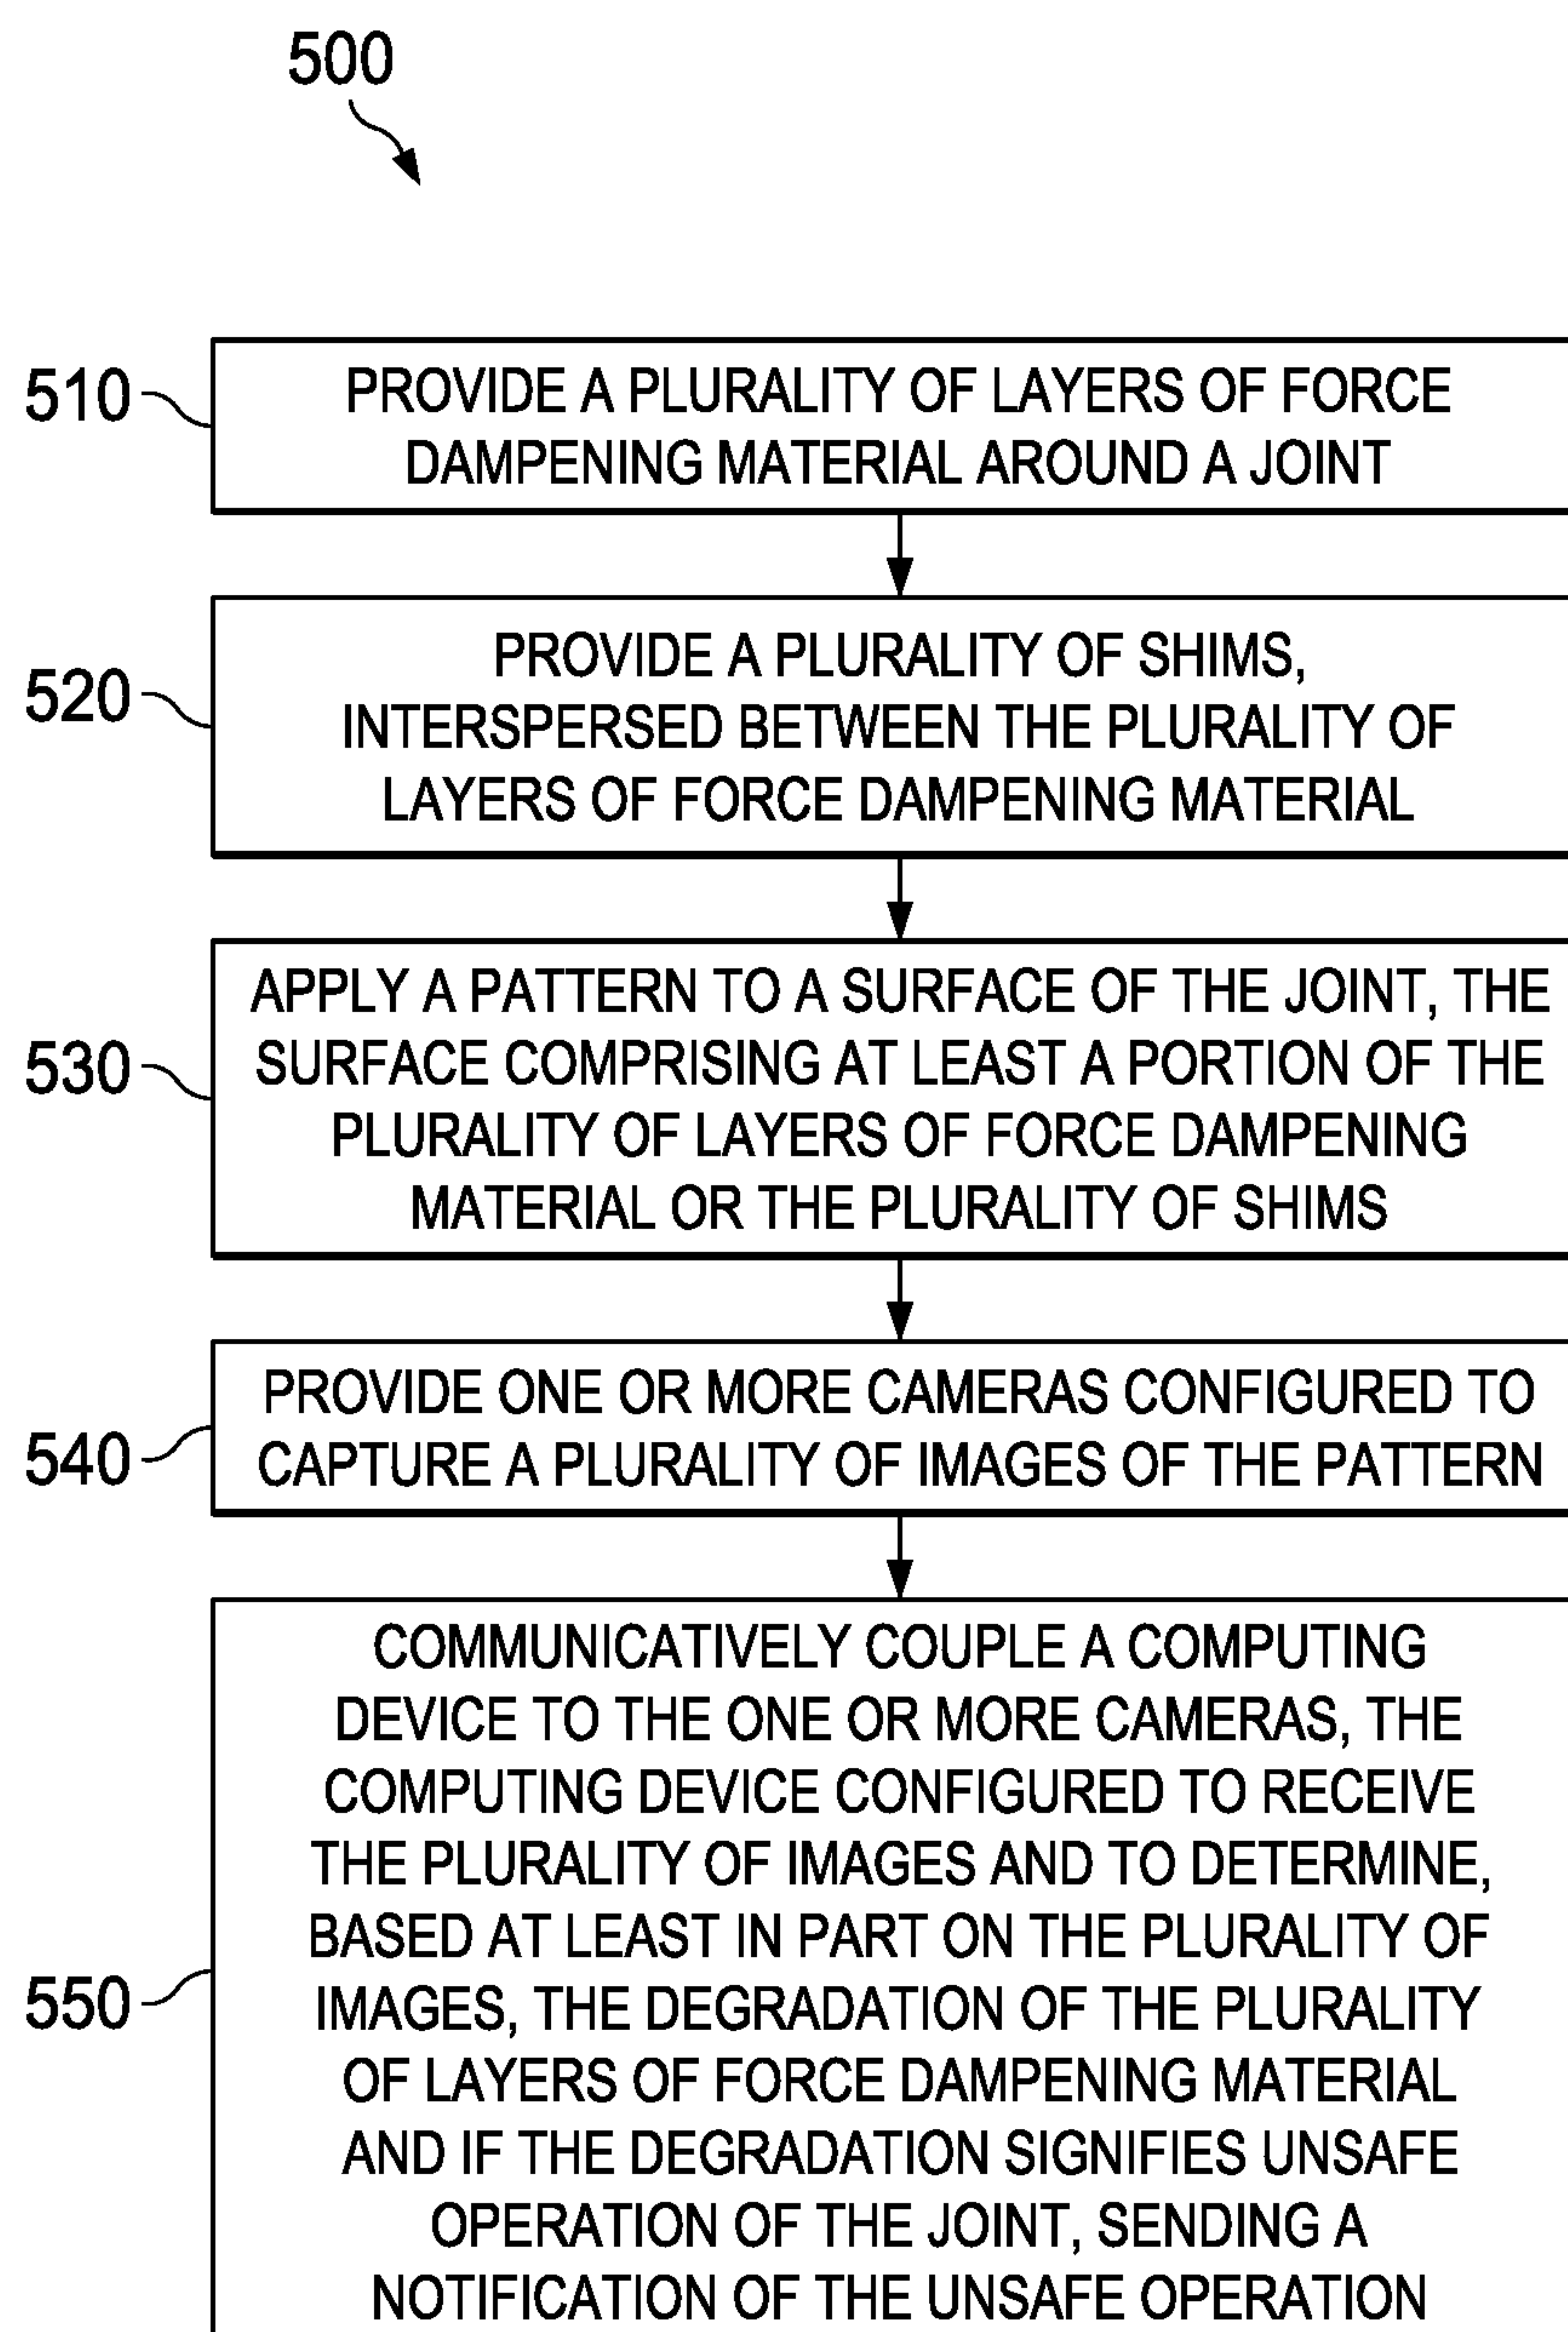 500
510
PROVIDE A PLURALITY OF LAYERS OF FORCE
DAMPENING MATERIAL AROUND A JOINT
520
PROVIDE A PLURALITY OF SHIMS,
INTERSPERSED BETWEEN THE PLURALITY OF
LAYERS OF FORCE DAMPENING MATERIAL
530
APPLY A PATTERN TO A SURFACE OF THE JOINT, THE
SURFACE COMPRISING AT LEAST A PORTION OF THE
PLURALITY OF LAYERS OF FORCE DAMPENING
MATERIAL OR THE PLURALITY OF SHIMS
540
PROVIDE ONE OR MORE CAMERAS CONFIGURED TO
CAPTURE A PLURALITY OF IMAGES OF THE PATTERN
550
COMMUNICATIVELY COUPLE A COMPUTING
DEVICE TO THE ONE OR MORE CAMERAS, THE
COMPUTING DEVICE CONFIGURED TO RECEIVE
THE PLURALITY OF IMAGES AND TO DETERMINE,
BASED AT LEAST IN PART ON THE PLURALITY OF
IMAGES, THE DEGRADATION OF THE PLURALITY
OF LAYERS OF FORCE DAMPENING MATERIAL
AND IF THE DEGRADATION SIGNIFIES UNSAFE
OPERATION OF THE JOINT, SENDING A
NOTIFICATION OF THE UNSAFE OPERATION